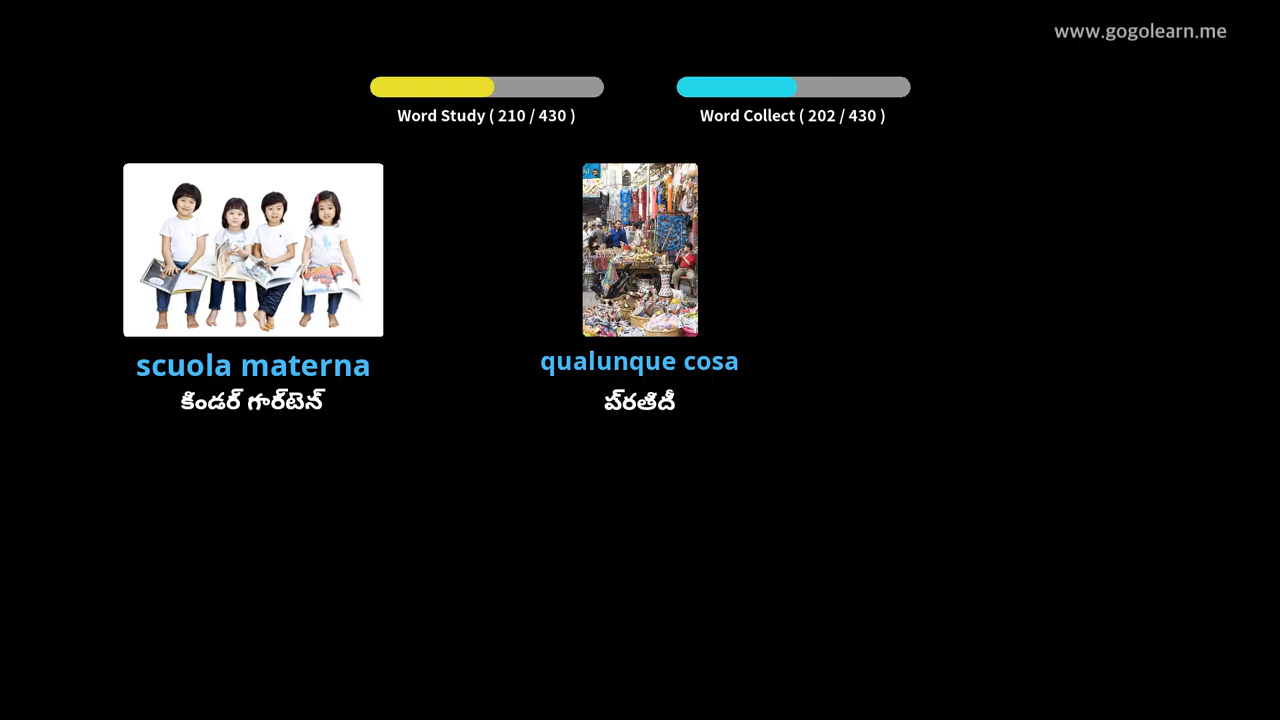 www.gogolearn.me
Word Study ( 210 / 430 )
Word Collect ( 202 / 430 )
scuola materna
కిండర్ గార్టెన్
qualunque cosa
ప్రతిదీ